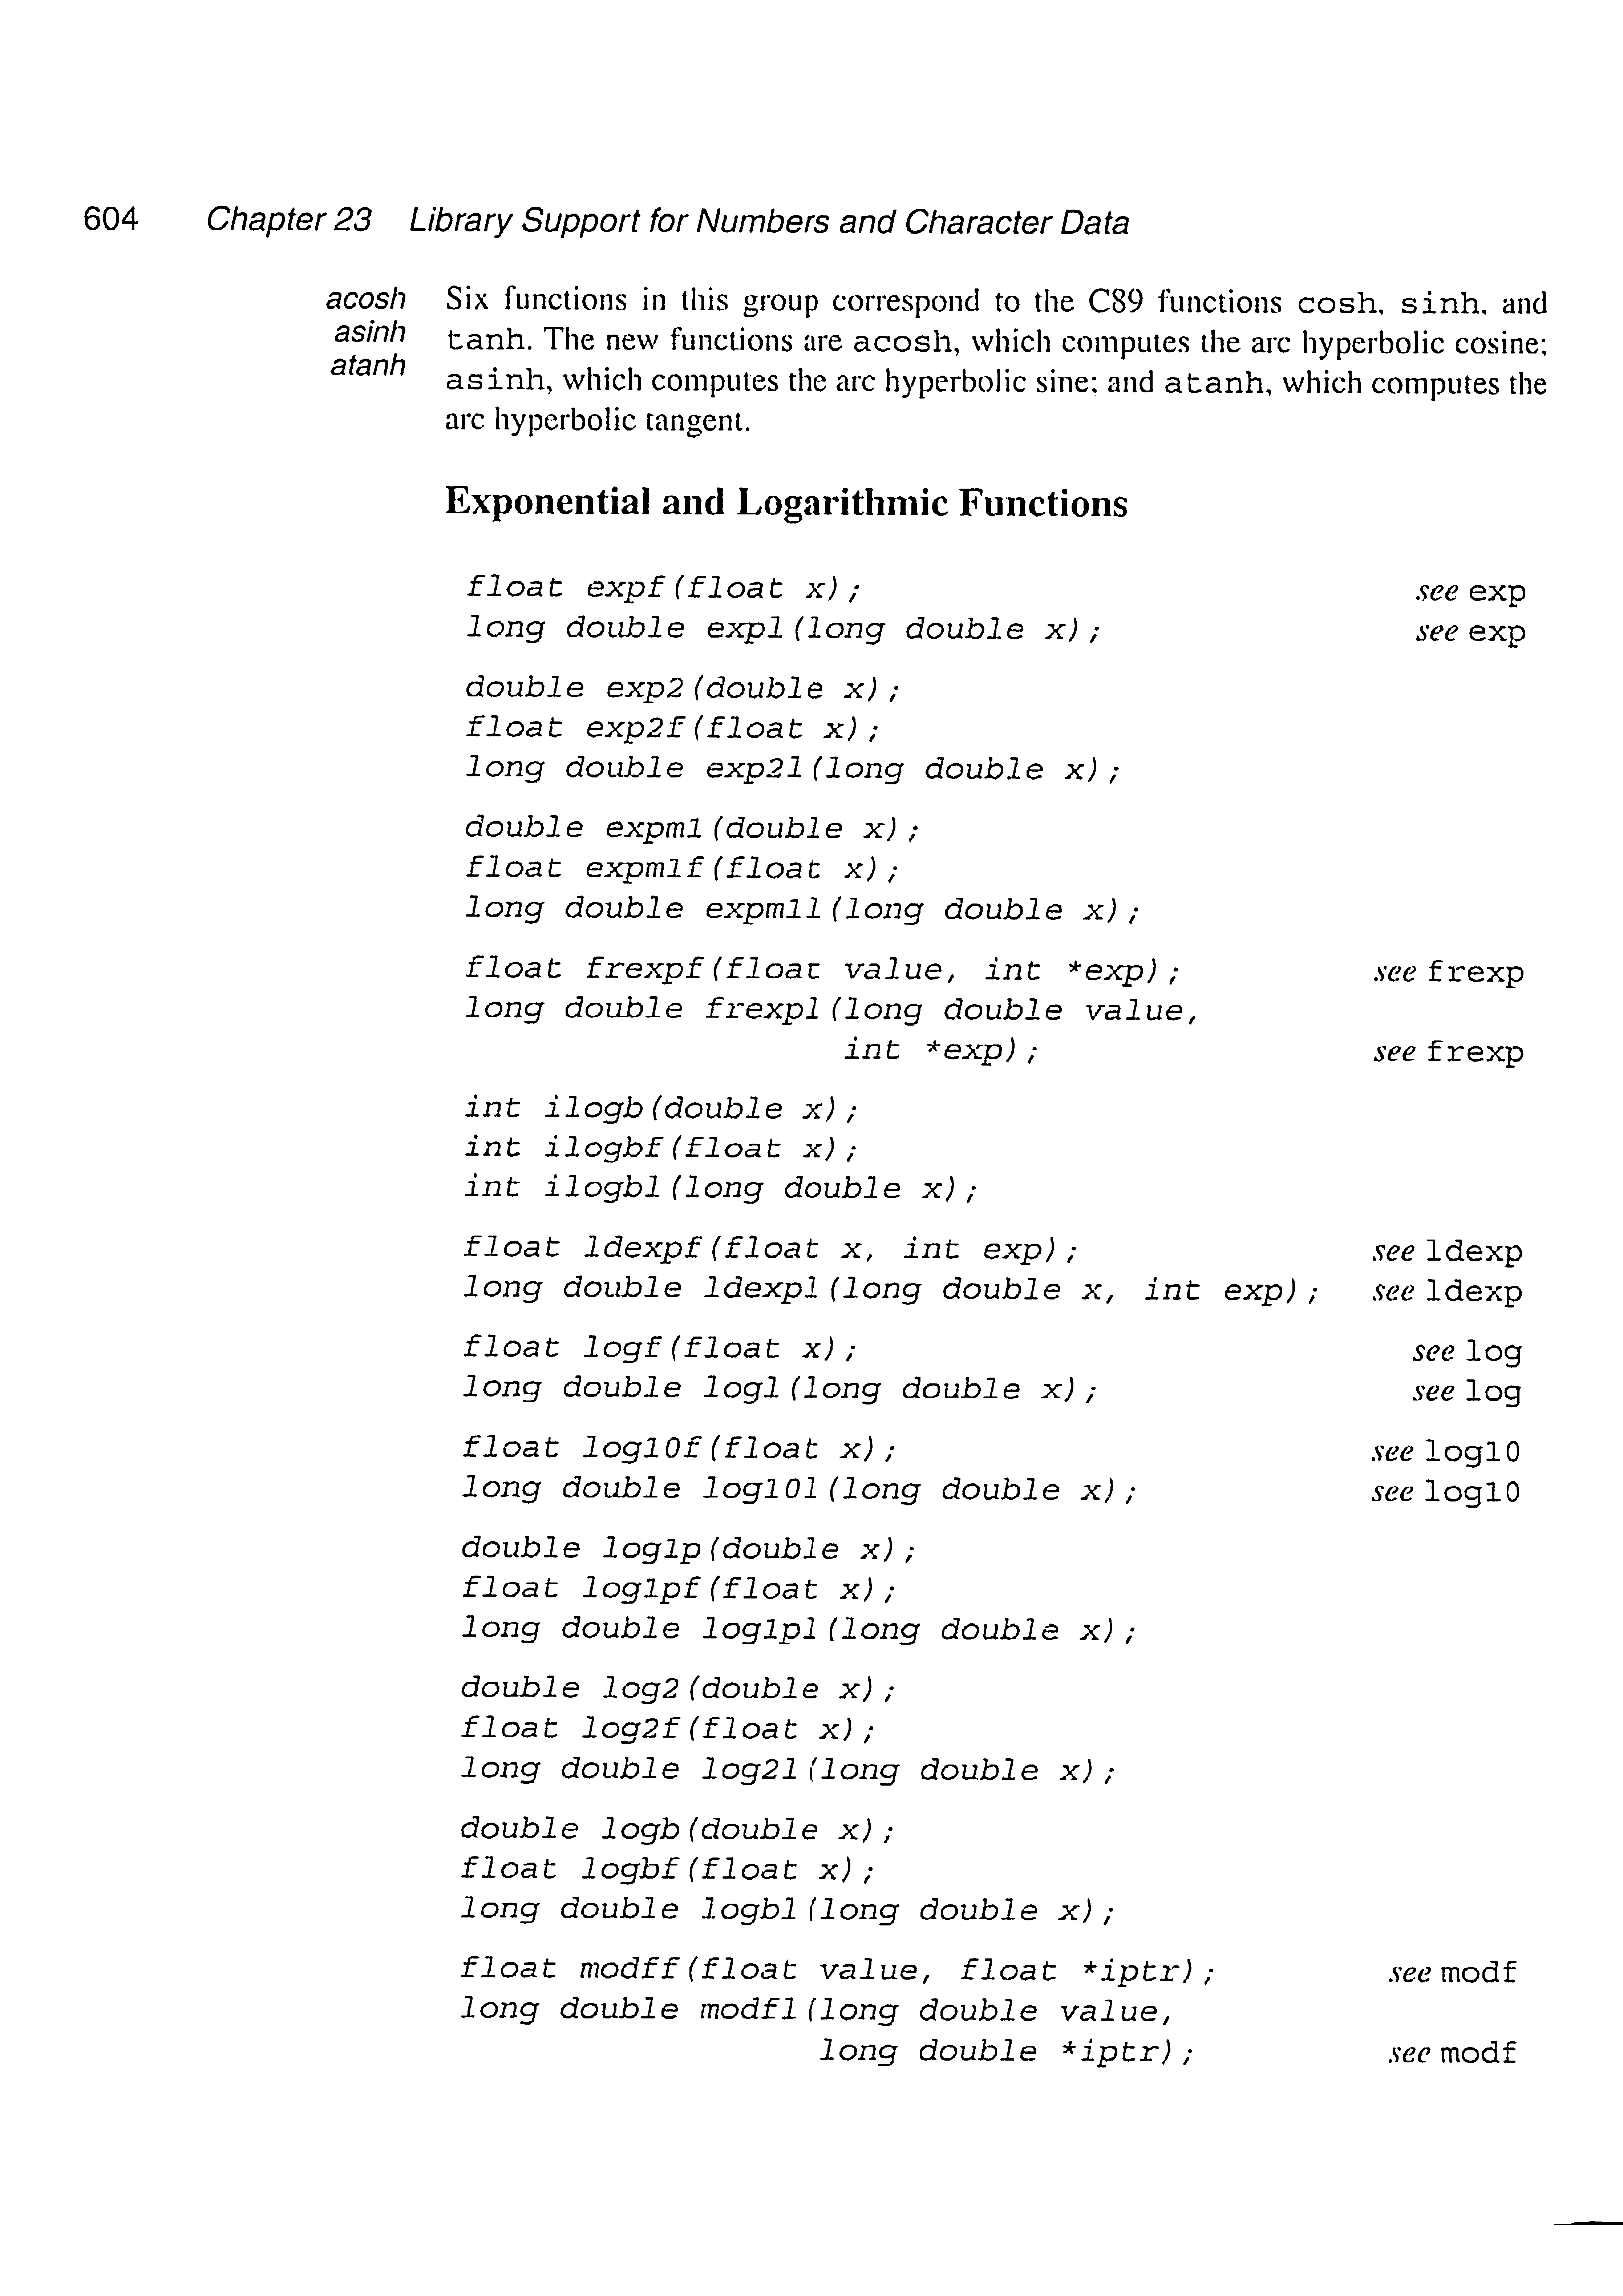 604 Chapter 23 Library Support for Numbers and Character Data
acosh
asinh
atanh
Six functions in this group correspond to the C89 functions cosh, sinh, and
tanh. The new functions are acosh, which computes the arc hyperbolic cosine;
asinh, which computes the arc hyperbolic sine; and atanh, which computes the
arc hyperbolic tangent.
Exponential and Logarithmic Functions
float expf(float x); see exp
long double expl(long double x); see exp
double exp2(double x);
float exp2f(float x);
long double exp2l(long double x);
double expm1(double x);
float expm1f(float x);
long double expm1l(long double x);
float frexpf(float value, int *exp); see frexp
long double frexpl(long double value,
int *exp); see frexp
int ilogb(double x);
int ilogbf(float x);
int ilogbl(long double x);
float ldexpf(float x, int exp); see ldexp
long double ldexpl(long double x, int exp); see ldexp
float logf(float x); see log
long double logl(long double x); see log
float log10f(float x); see log10
long double log10l(long double x); see log10
double log1p(double x);
float log1pf(float x);
long double log1pl(long double x);
double log2(double x);
float log2f(float x);
long double log2l(long double x);
double logb(double x);
float logbf(float x);
long double logbl(long double x);
float modff(float value, float *iptr); see modf
long double modfl(long double value,
long double *iptr); see modf